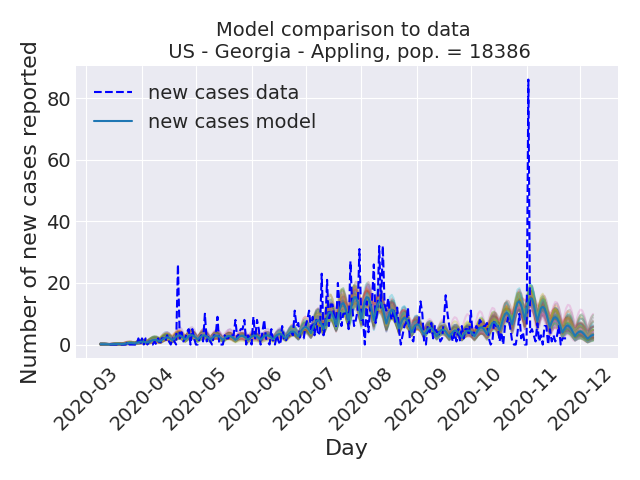 Model comparison to data
US - Georgia - Appling, pop. = 18386
Number of new cases reported
80
60
40
20
0
new cases data
new cases model
2020-03
2020-04
2020-05
2020-06
2020-07
2020-08
2020-09
2020-10
2020-11
2020-12
Day